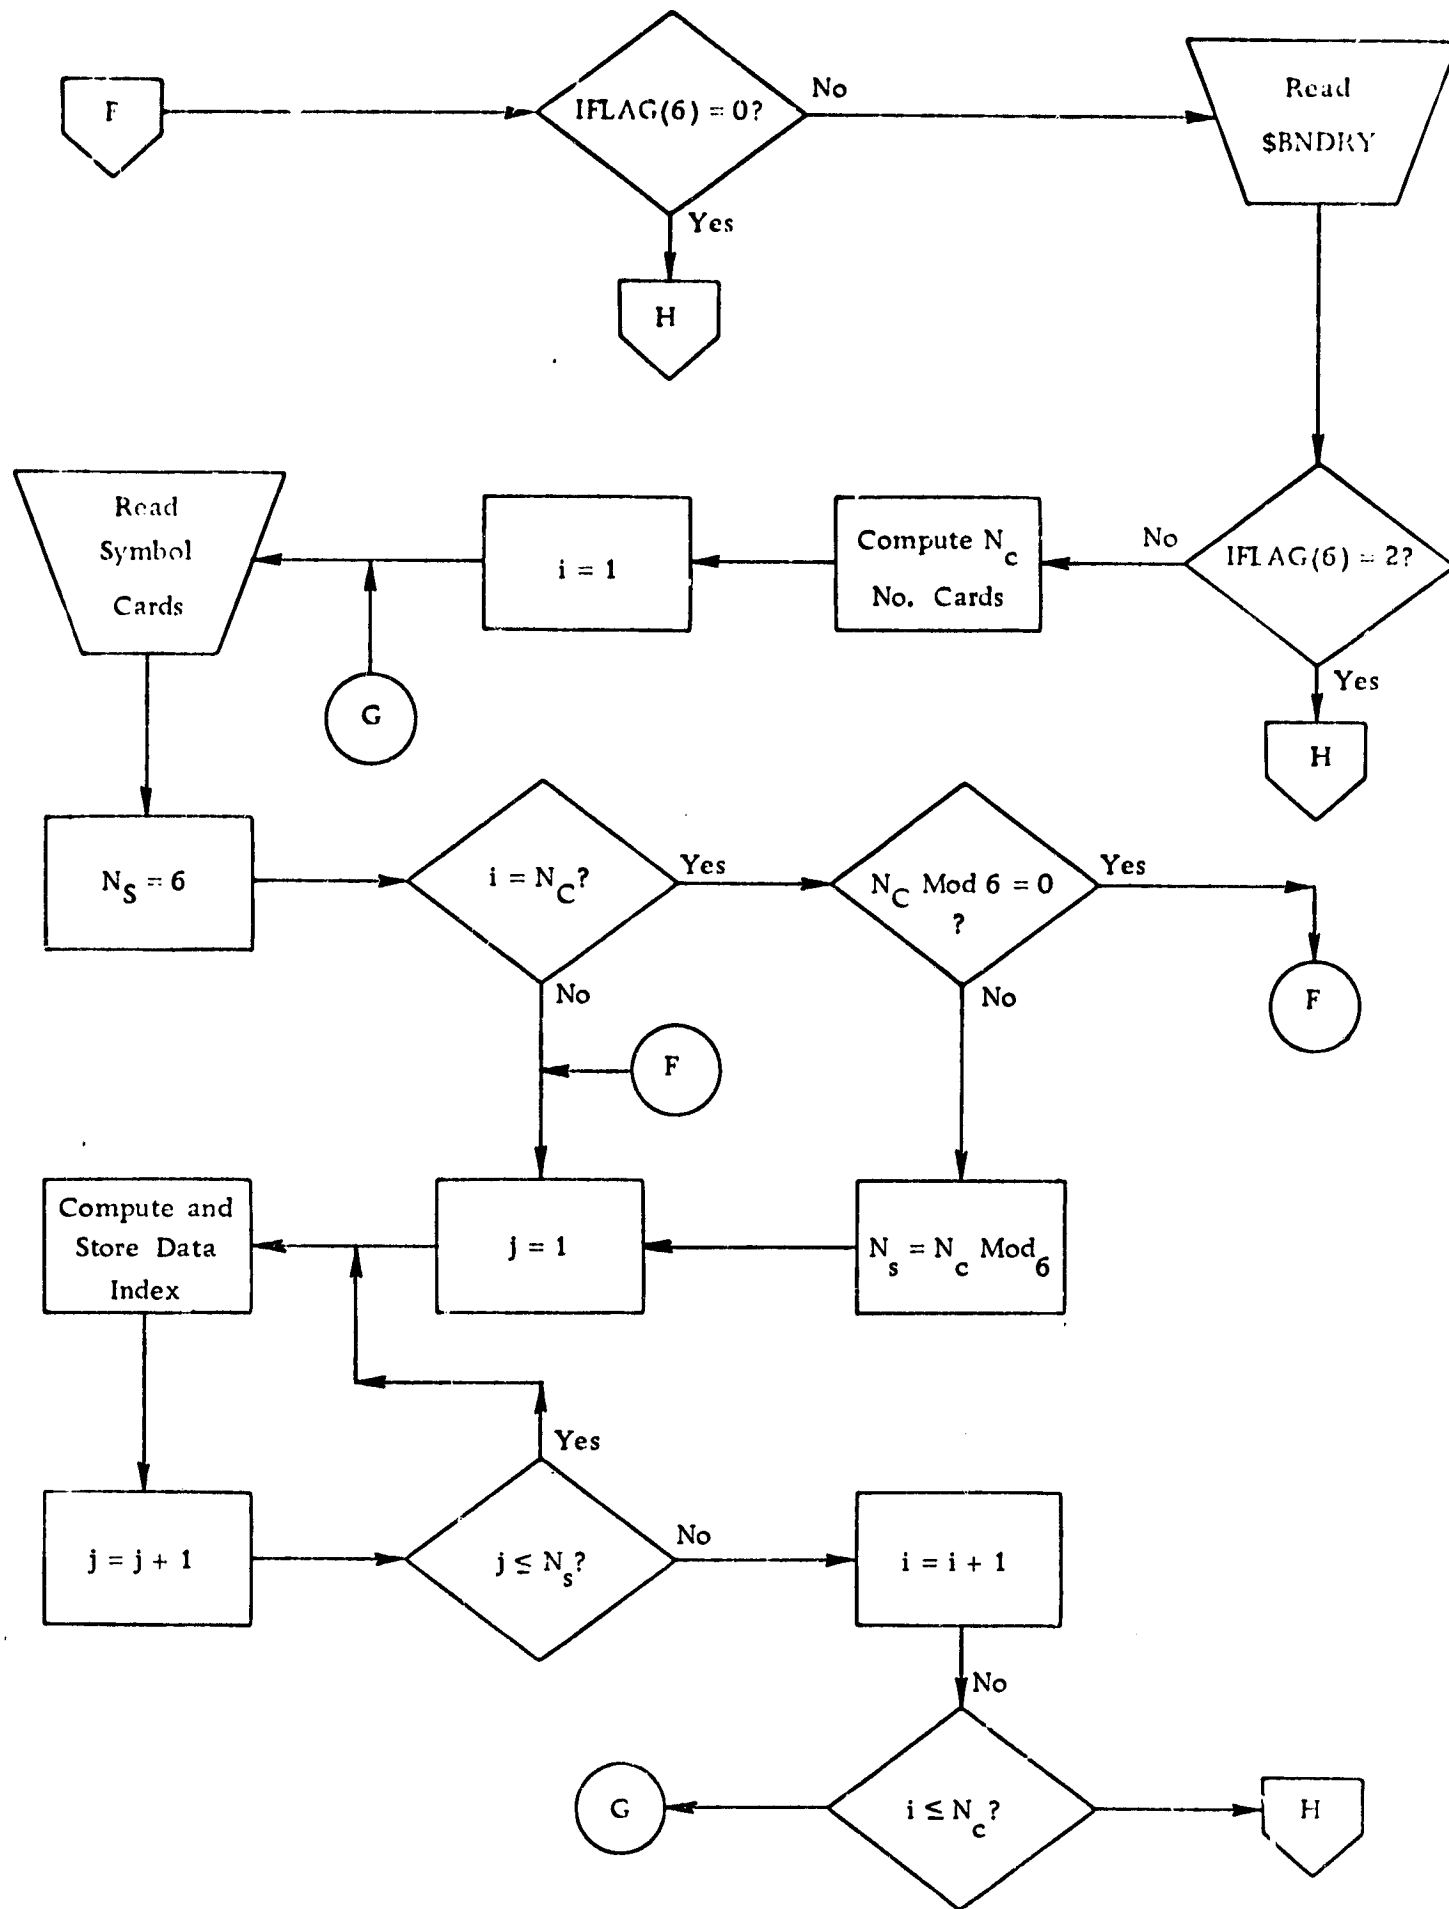 F
IFLAG(6) = 0?
No
Read
$BNDRY
Yes
H
Read
Symbol
Cards
i = 1
Compute N_c
No. Cards
No
IFLAG(6) = 2?
G
Yes
H
N_S = 6
i = N_C?
Yes
N_C Mod 6 = 0
?
Yes
No
No
F
F
Compute and
Store Data
Index
j = 1
N_s = N_c Mod_6
Yes
j = j + 1
j ≤ N_s?
No
i = i + 1
No
G
i ≤ N_c?
H